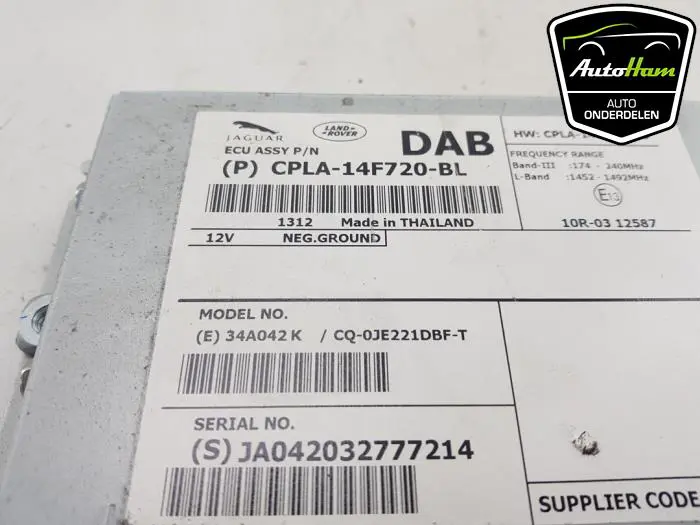 AutoHam
AUTO
ONDERDELEN
JAGUAR
LAND-
ROVER
DAB
HW: CPLA-1
ECU ASSY P/N
(P) CPLA-14F720-BL
FREQUENCY RANGE
Band-III :174 - 240MHz
L-Band :1452 - 1492MHz
E13
10R-03 12587
1312 Made in THAILAND
12V NEG.GROUND
MODEL NO.
(E) 34A042 K / CQ-0JE221DBF-T
SERIAL NO.
(S) JA042032777214
SUPPLIER CODE